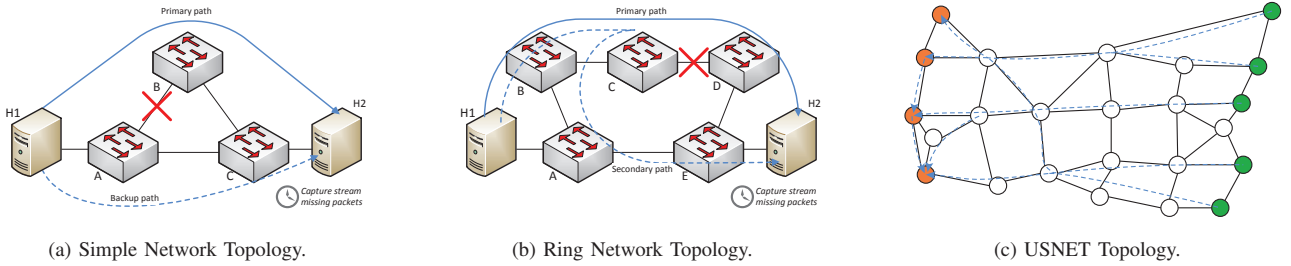 Primary path
B
H1
H2
A
C
Backup path
Capture stream
missing packets
(a) Simple Network Topology.
Primary path
B
C
D
H1
H2
A
Secondary path
E
Capture stream
missing packets
(b) Ring Network Topology.
(c) USNET Topology.